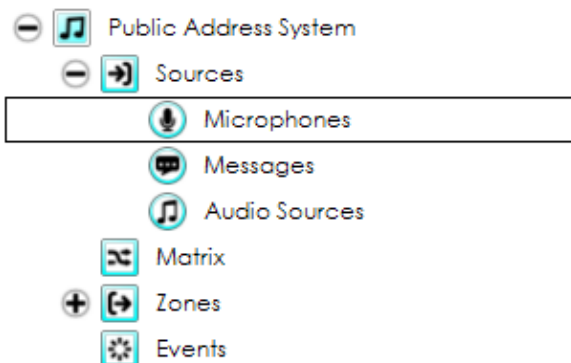 Public Address System
Sources
Microphones
Messages
Audio Sources
Matrix
Zones
Events